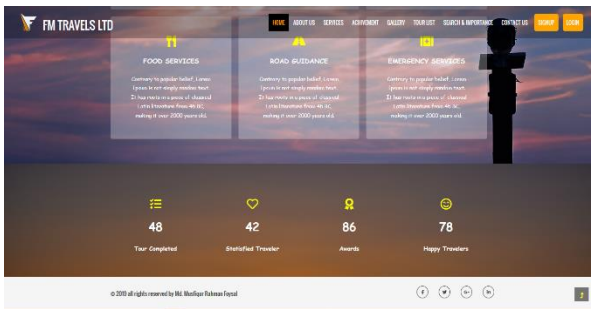 FM TRAVELS LTD
HOME ABOUT US SERVICES ACHIVEMENT GALLERY TOUR LIST SEARCH & IMPORTANCE CONTACT US SIGNUP LOGIN
FOOD SERVICES
Contrary to popular belief, Lorem
Ipsum is not simply random text.
It has roots in a piece of classical
Latin literature from 45 BC,
making it over 2000 years old.
ROAD GUIDANCE
Contrary to popular belief, Lorem
Ipsum is not simply random text.
It has roots in a piece of classical
Latin literature from 45 BC,
making it over 2000 years old.
EMERGENCY SERVICES
Contrary to popular belief, Lorem
Ipsum is not simply random text.
It has roots in a piece of classical
Latin literature from 45 BC,
making it over 2000 years old.
48
Tour Completed
42
Statisfied Traveler
86
Awards
78
Happy Travelers
© 2019 all rights reserved by Md. Musfiqur Rahman Foysal